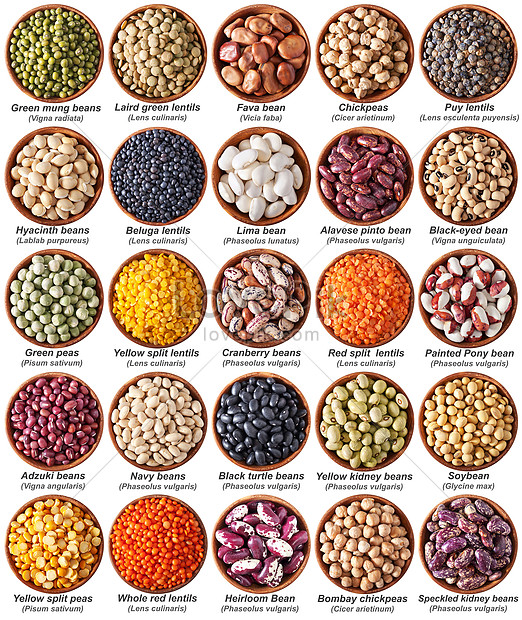 Green mung beans
(Vigna radiata)
Laird green lentils
(Lens culinaris)
Fava bean
(Vicia faba)
Chickpeas
(Cicer arietinum)
Puy lentils
(Lens esculenta puyensis)
Hyacinth beans
(Lablab purpureus)
Beluga lentils
(Lens culinaris)
Lima bean
(Phaseolus lunatus)
Alavese pinto bean
(Phaseolus vulgaris)
Black-eyed bean
(Vigna unguiculata)
Green peas
(Pisum sativum)
Yellow split lentils
(Lens culinaris)
Cranberry beans
(Phaseolus vulgaris)
Red split lentils
(Lens culinaris)
Painted Pony bean
(Phaseolus vulgaris)
Adzuki beans
(Vigna angularis)
Navy beans
(Phaseolus vulgaris)
Black turtle beans
(Phaseolus vulgaris)
Yellow kidney beans
(Phaseolus vulgaris)
Soybean
(Glycine max)
Yellow split peas
(Pisum sativum)
Whole red lentils
(Lens culinaris)
Heirloom Bean
(Phaseolus vulgaris)
Bombay chickpeas
(Cicer arietinum)
Speckled kidney beans
(Phaseolus vulgaris)